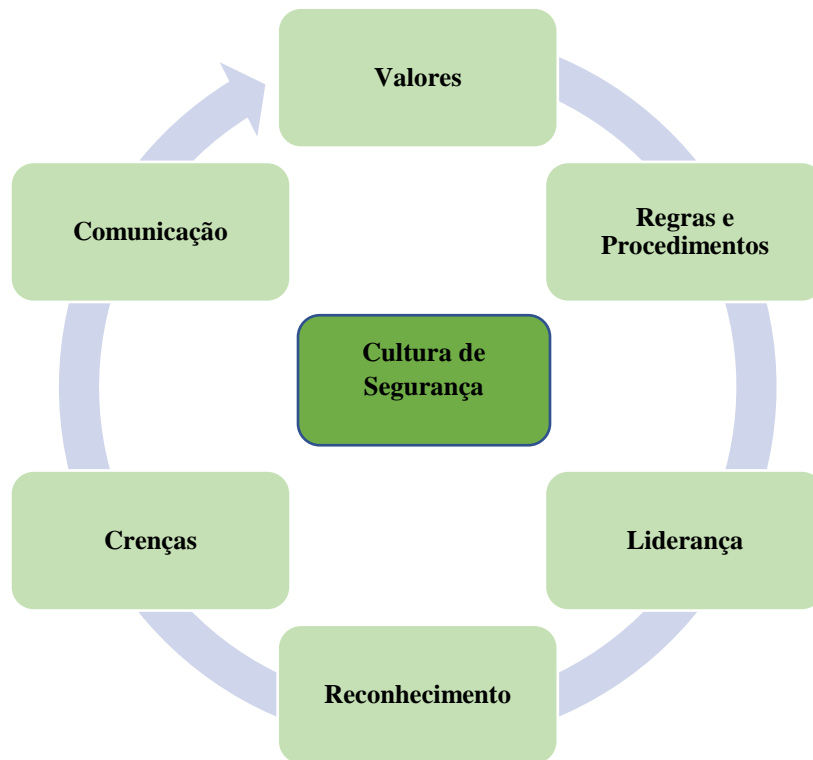 Valores
Regras e
Procedimentos
Liderança
Reconhecimento
Crenças
Comunicação
Cultura de
Segurança